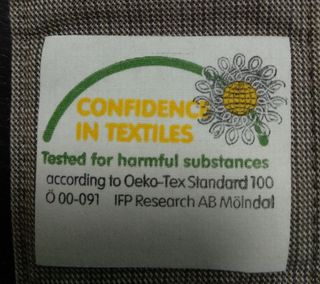 CONFIDENCE
IN TEXTILES
Tested for harmful substances
according to Oeko-Tex Standard 100
Ö 00-091 IFP Research AB Mölndal